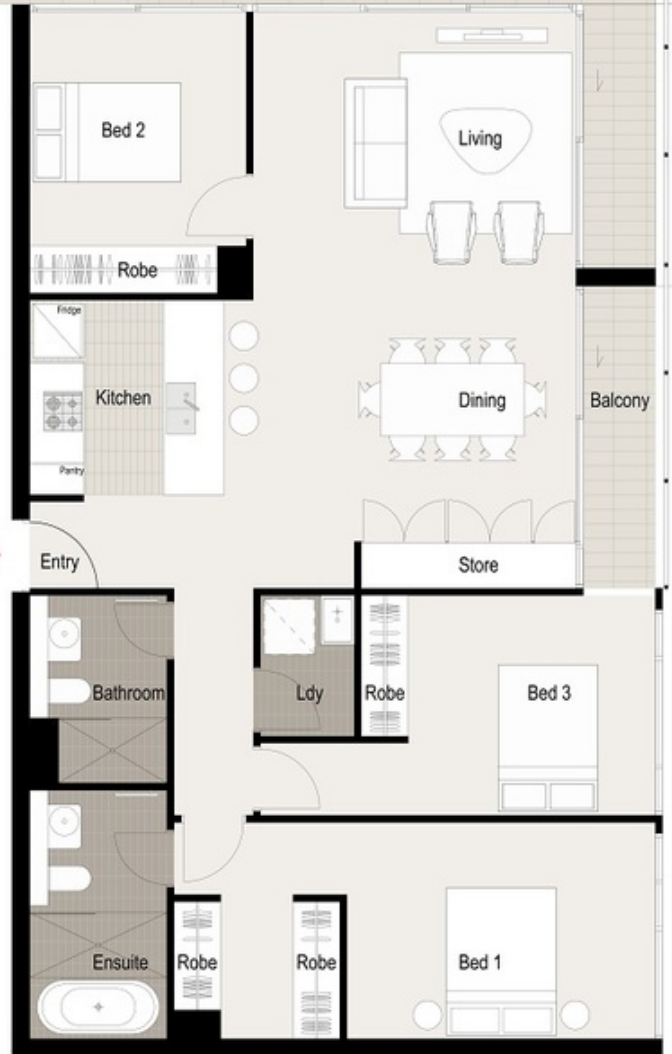 Bed 2
Living
Robe
Fridge
Kitchen
Dining
Balcony
Pantry
Entry
Store
Bathroom
Ldy
Robe
Bed 3
Ensuite
Robe
Robe
Bed 1